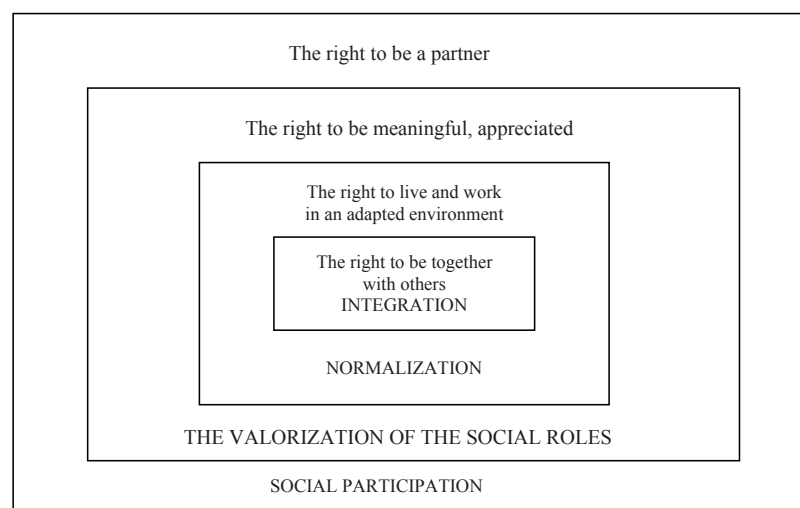 The right to be a partner
The right to be meaningful, appreciated
The right to live and work
in an adapted environment
The right to be together
with others
INTEGRATION
NORMALIZATION
THE VALORIZATION OF THE SOCIAL ROLES
SOCIAL PARTICIPATION